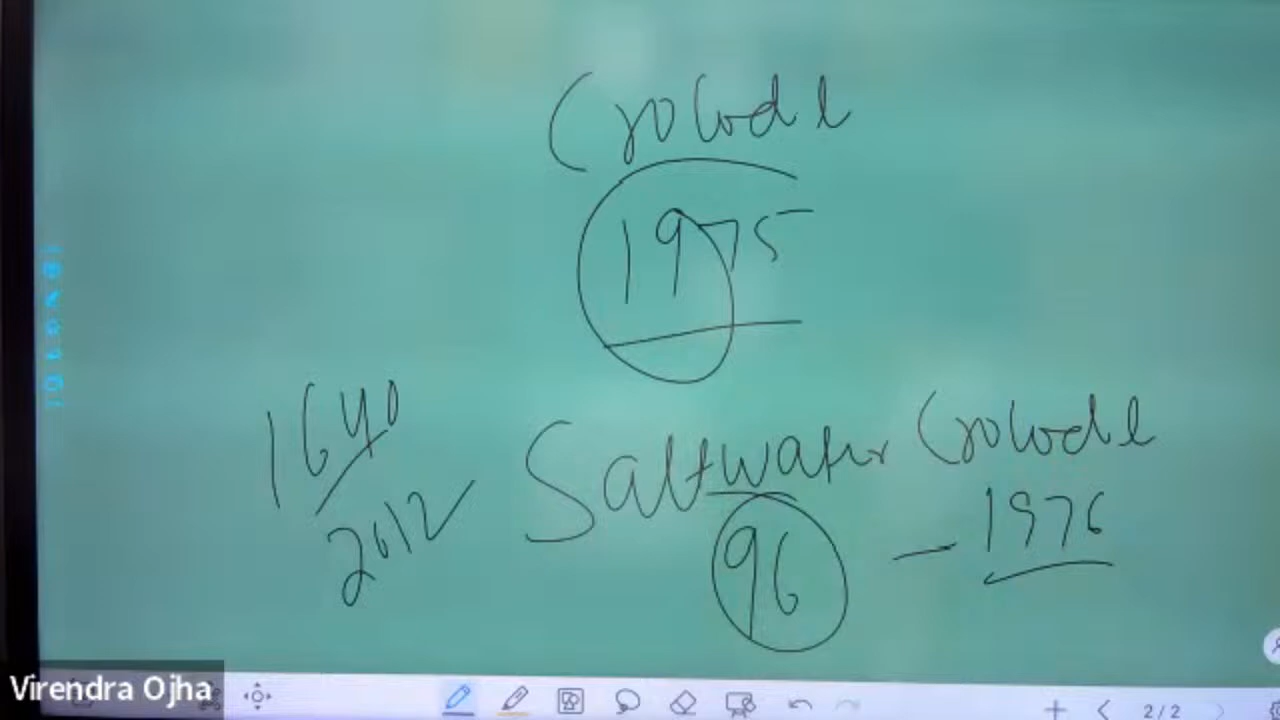 Crocodile
1975
1640 Saltwater Crocodile
2012 96 - 1976
Virendra Ojha
2/2